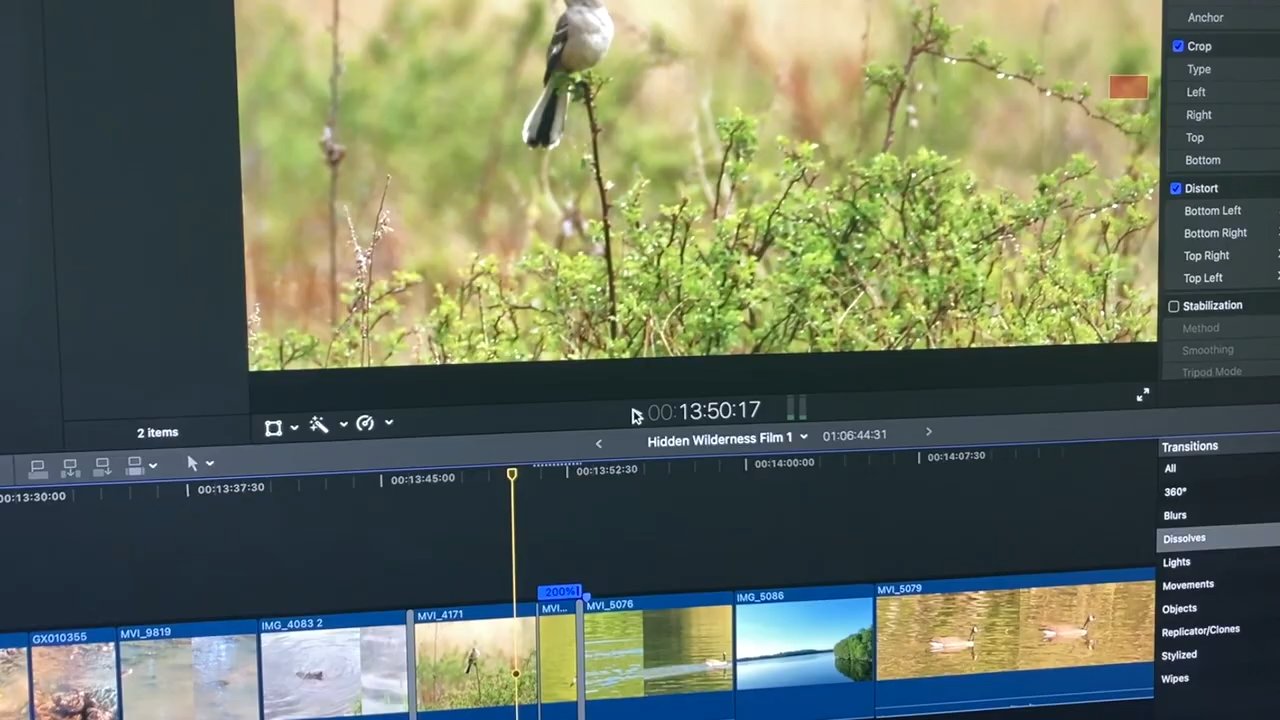 Anchor
Crop
Type
Left
Right
Top
Bottom
Distort
Bottom Left
Bottom Right
Top Right
Top Left
Stabilization
Method
Smoothing
Tripod Mode
2 items
00:13:50:17
Hidden Wilderness Film 1
01:06:44:31
00:13:30:00
00:13:37:30
00:13:45:00
00:13:52:30
00:14:00:00
00:14:07:30
Transitions
All
360°
Blurs
Dissolves
Lights
Movements
Objects
Replicator/Clones
Stylized
Wipes
200%
GX010355
MVI_9819
IMG_4083 2
MVI_4171
MVI...
MVI_5076
IMG_5086
MVI_5079